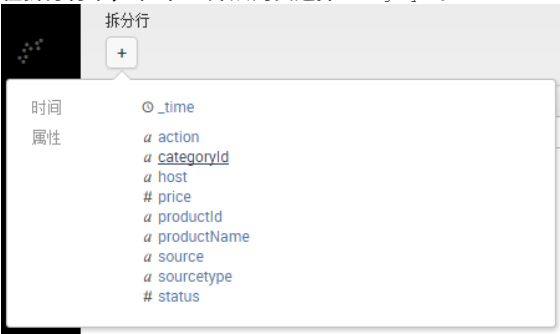 拆分行
+
时间 _time
属性 a action
a categoryId
a host
# price
a productId
a productName
a source
a sourcetype
# status